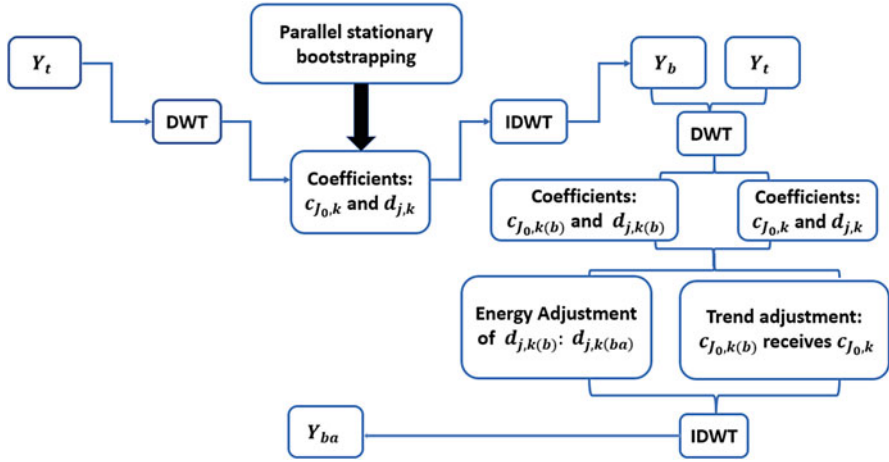 Y_t
DWT
Parallel stationary
bootstrapping
Coefficients:
c_{J_0,k} and d_{j,k}
IDWT
Y_b
Y_t
DWT
Coefficients:
c_{J_0,k(b)} and d_{j,k(b)}
Coefficients:
c_{J_0,k} and d_{j,k}
Energy Adjustment
of d_{j,k(b)}: d_{j,k(ba)}
Trend adjustment:
c_{J_0,k(b)} receives c_{J_0,k}
IDWT
Y_{ba}